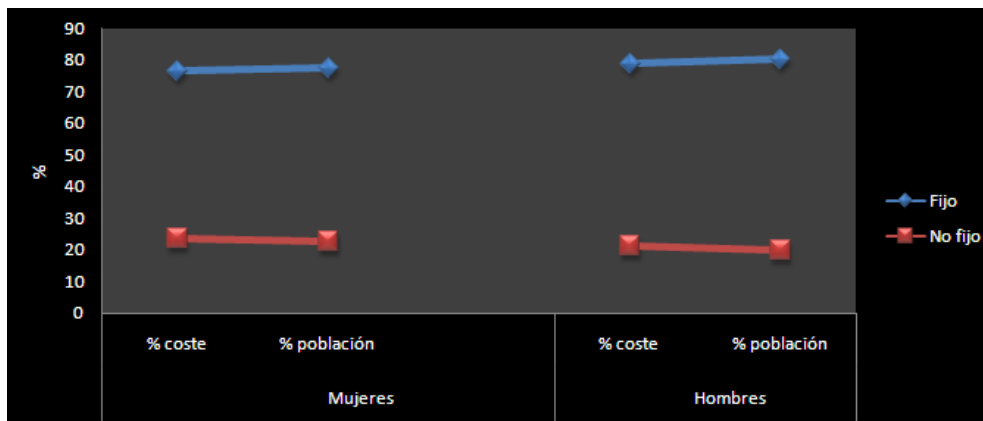 90
80
70
60
50
40
30
20
10
0
%
% coste
% población
% coste
% población
Mujeres
Hombres
Fijo
No fijo